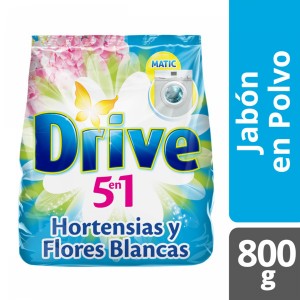 MATIC
Drive
5 en 1
Hortensias y
Flores Blancas
Jabón
en Polvo
800
g